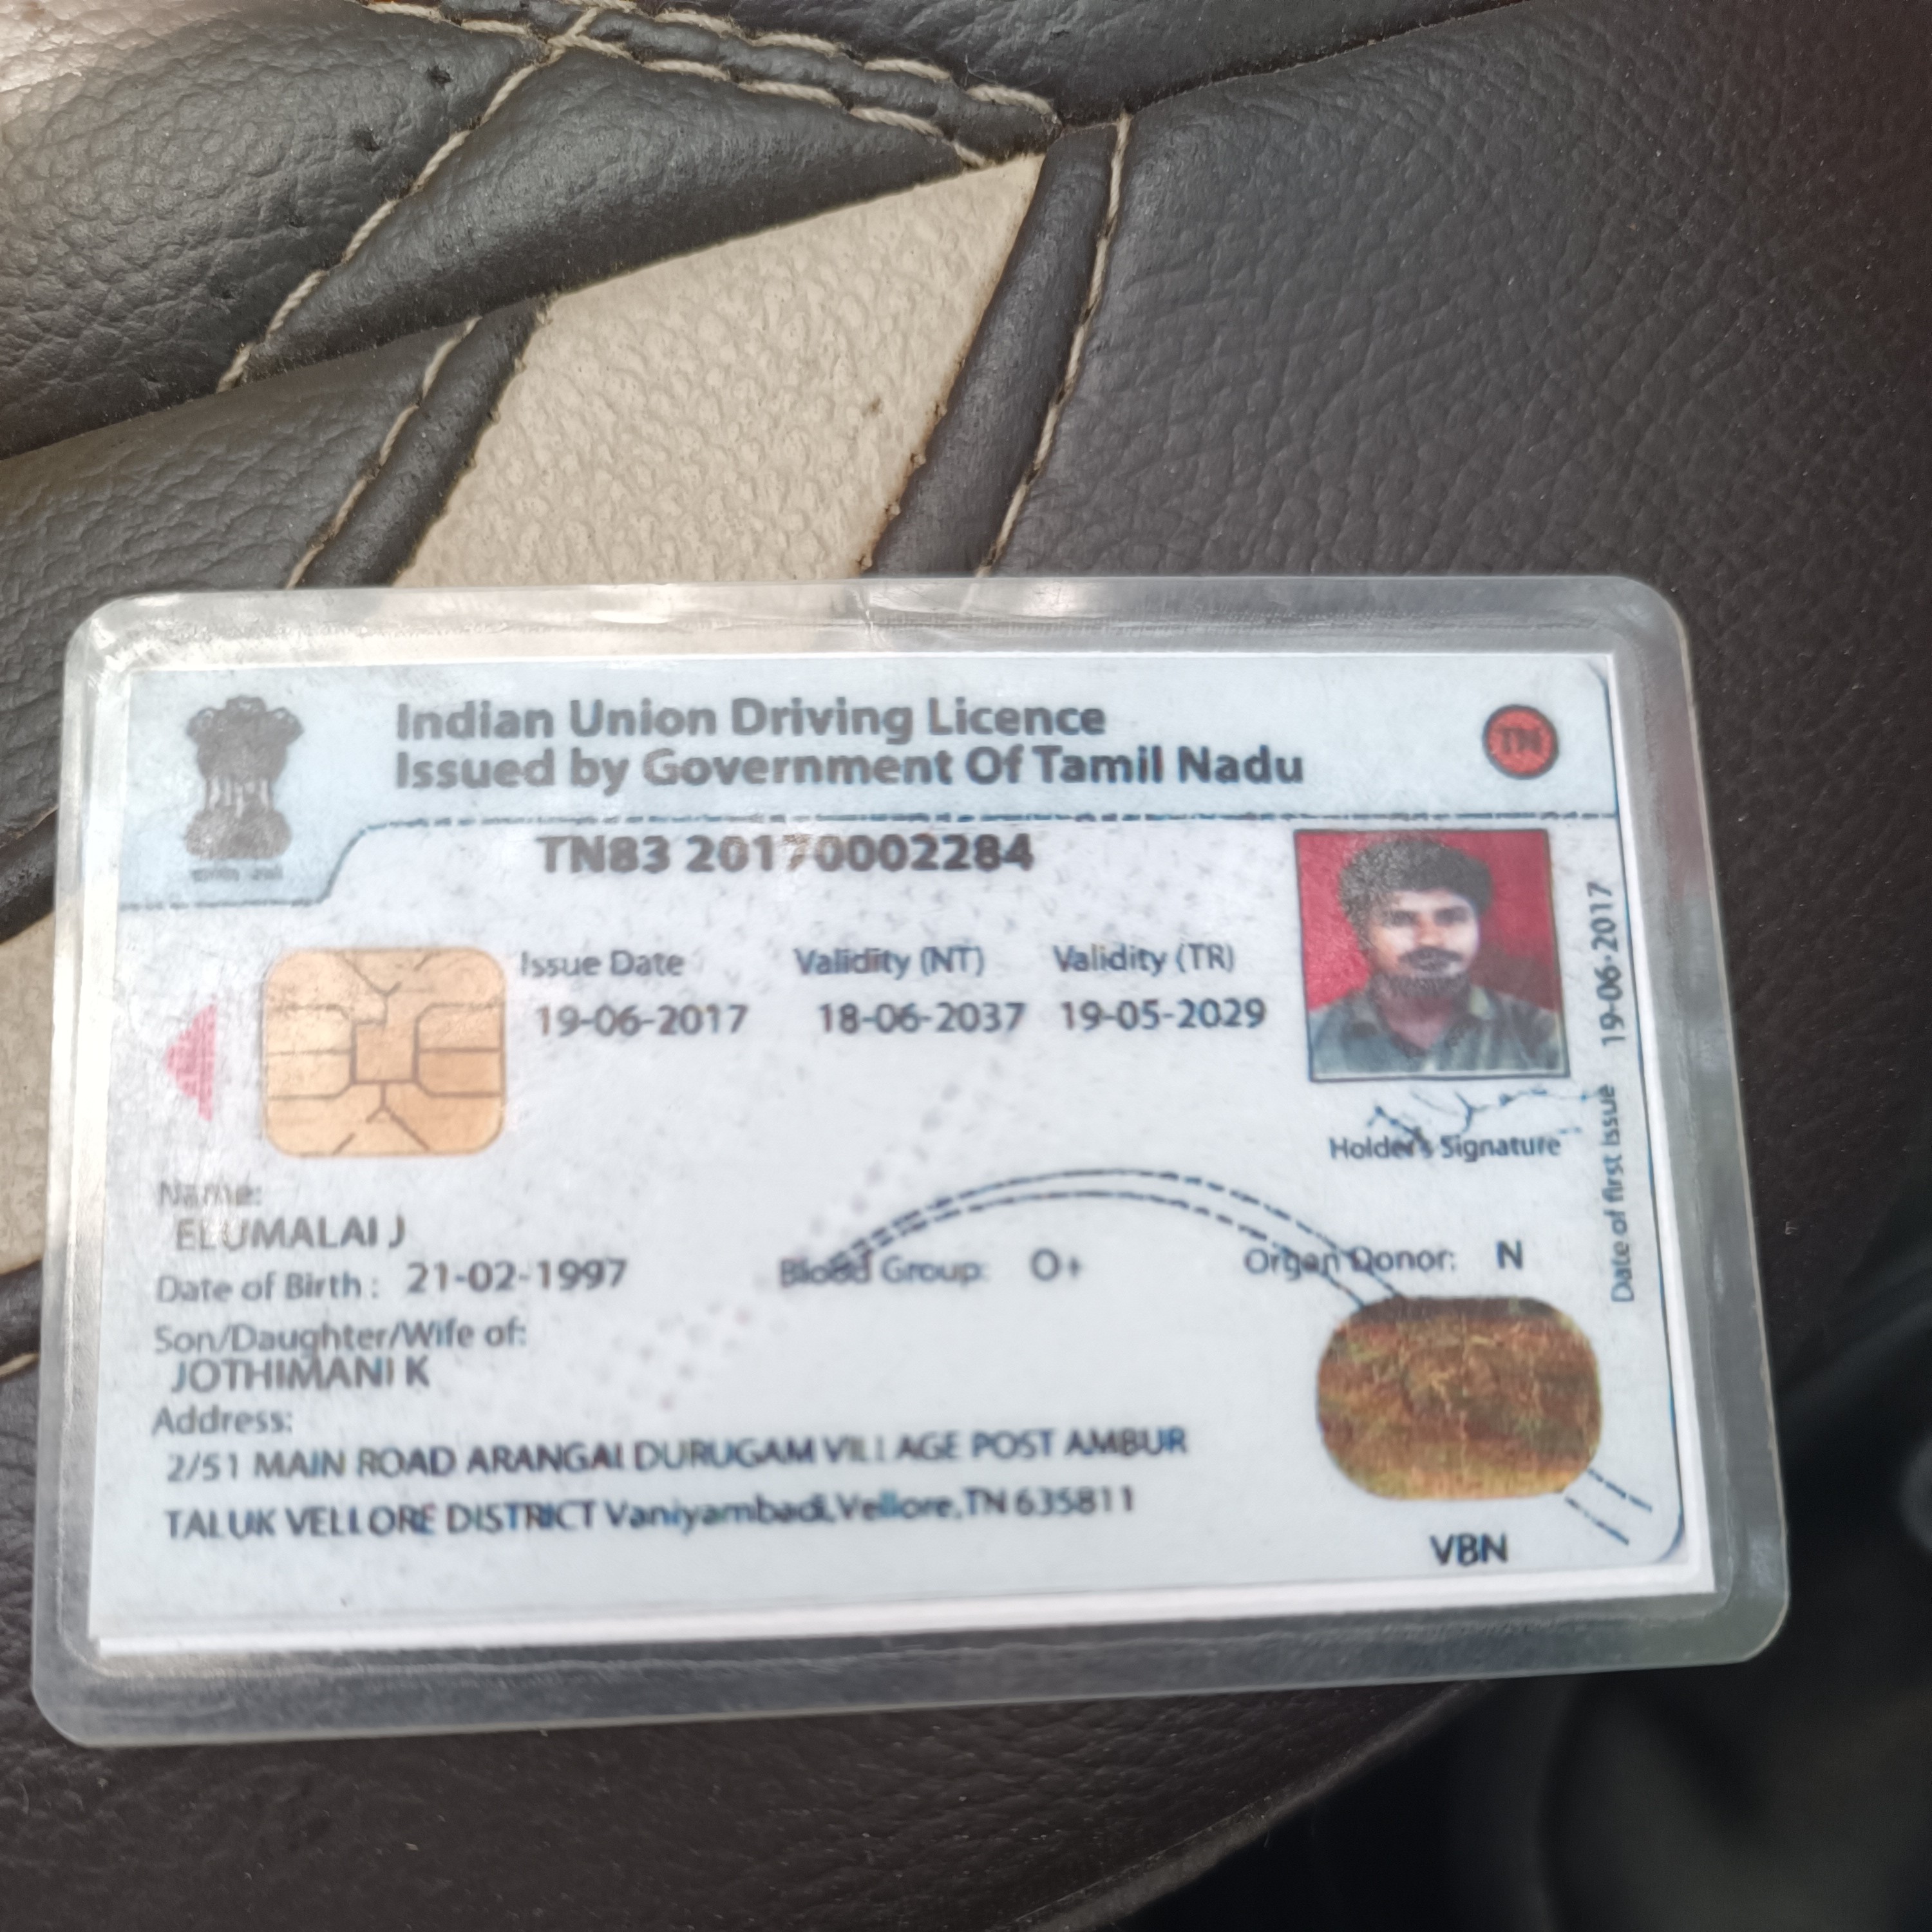 Indian Union Driving Licence
Issued by Government Of Tamil Nadu
TN
TN83 20170002284
Issue Date Validity (NT) Validity (TR)
19-06-2017 18-06-2037 19-05-2029
Holder's Signature
Date of first issue 19-06-2017
Name:
ELUMALAI J
Date of Birth : 21-02-1997 Blood Group: O+ Organ Donor: N
Son/Daughter/Wife of:
JOTHIMANI K
Address:
2/51 MAIN ROAD ARANGAI DURUGAM VILLAGE POST AMBUR
TALUK VELLORE DISTRICT Vaniyambadi,Vellore,TN 635811
VBN